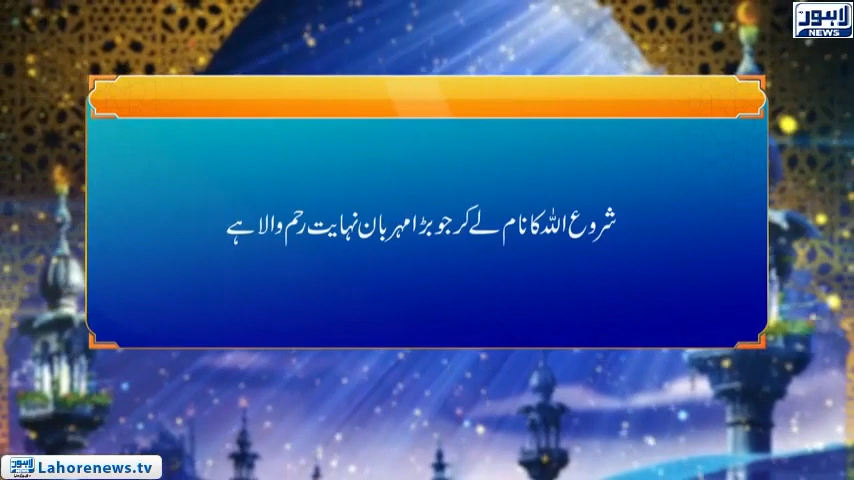 لاہور
NEWS
شروع اللہ کا نام لے کر جو بڑا مہربان نہایت رحم والا ہے
لاہور
Lahorenews.tv